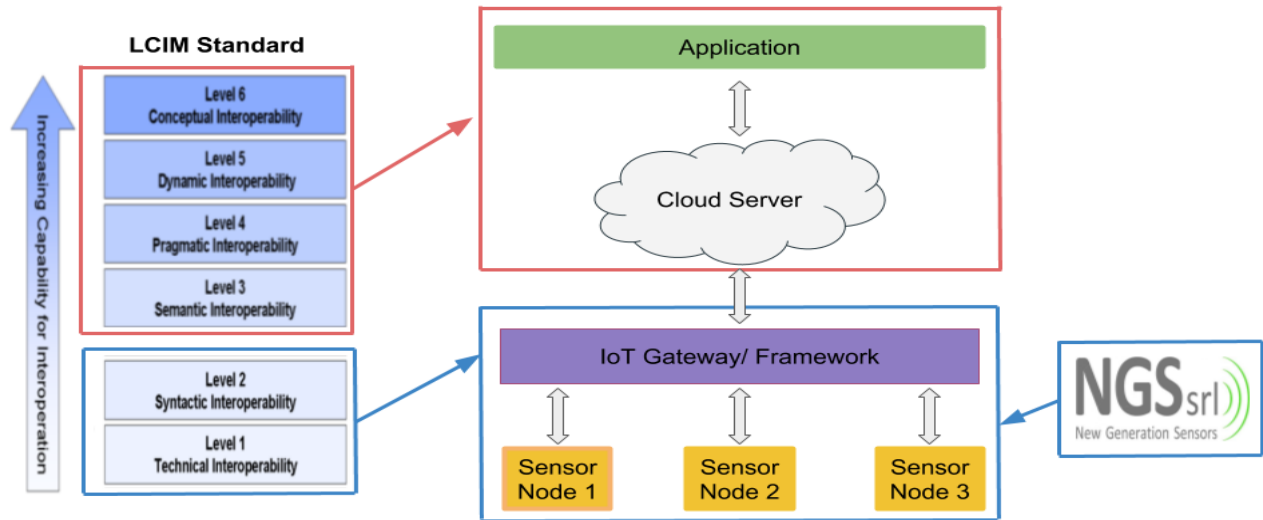 LCIM Standard
Increasing Capability for Interoperation
Level 6
Conceptual Interoperability
Level 5
Dynamic Interoperability
Level 4
Pragmatic Interoperability
Level 3
Semantic Interoperability
Level 2
Syntactic Interoperability
Level 1
Technical Interoperability
Application
Cloud Server
IoT Gateway/ Framework
Sensor
Node 1
Sensor
Node 2
Sensor
Node 3
NGS srl
New Generation Sensors